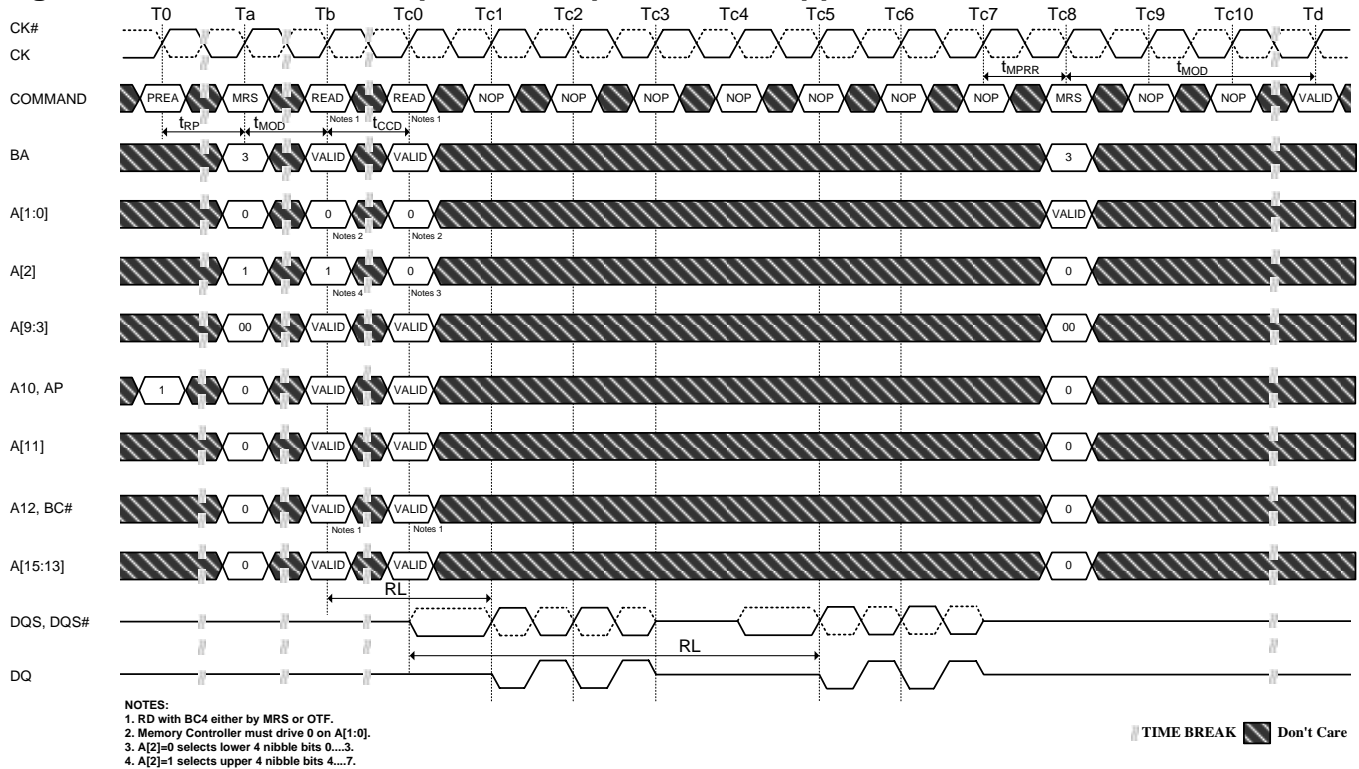 T0 Ta Tb Tc0 Tc1 Tc2 Tc3 Tc4 Tc5 Tc6 Tc7 Tc8 Tc9 Tc10 Td
CK#
CK
tMPRR tMOD
COMMAND PREA MRS READ READ NOP NOP NOP NOP NOP NOP NOP MRS NOP NOP VALID
Notes 1 Notes 1
tRP tMOD tCCD
BA 3 VALID VALID 3
A[1:0] 0 0 0 VALID
Notes 2 Notes 2
A[2] 1 1 0 0
Notes 4 Notes 3
A[9:3] 00 VALID VALID 00
A10, AP 1 0 VALID VALID 0
A[11] 0 VALID VALID 0
A12, BC# 0 VALID VALID 0
Notes 1 Notes 1
A[15:13] 0 VALID VALID 0
RL
DQS, DQS#
RL
DQ
NOTES:
1. RD with BC4 either by MRS or OTF.
2. Memory Controller must drive 0 on A[1:0].
3. A[2]=0 selects lower 4 nibble bits 0....3.
4. A[2]=1 selects upper 4 nibble bits 4....7.
TIME BREAK Don't Care